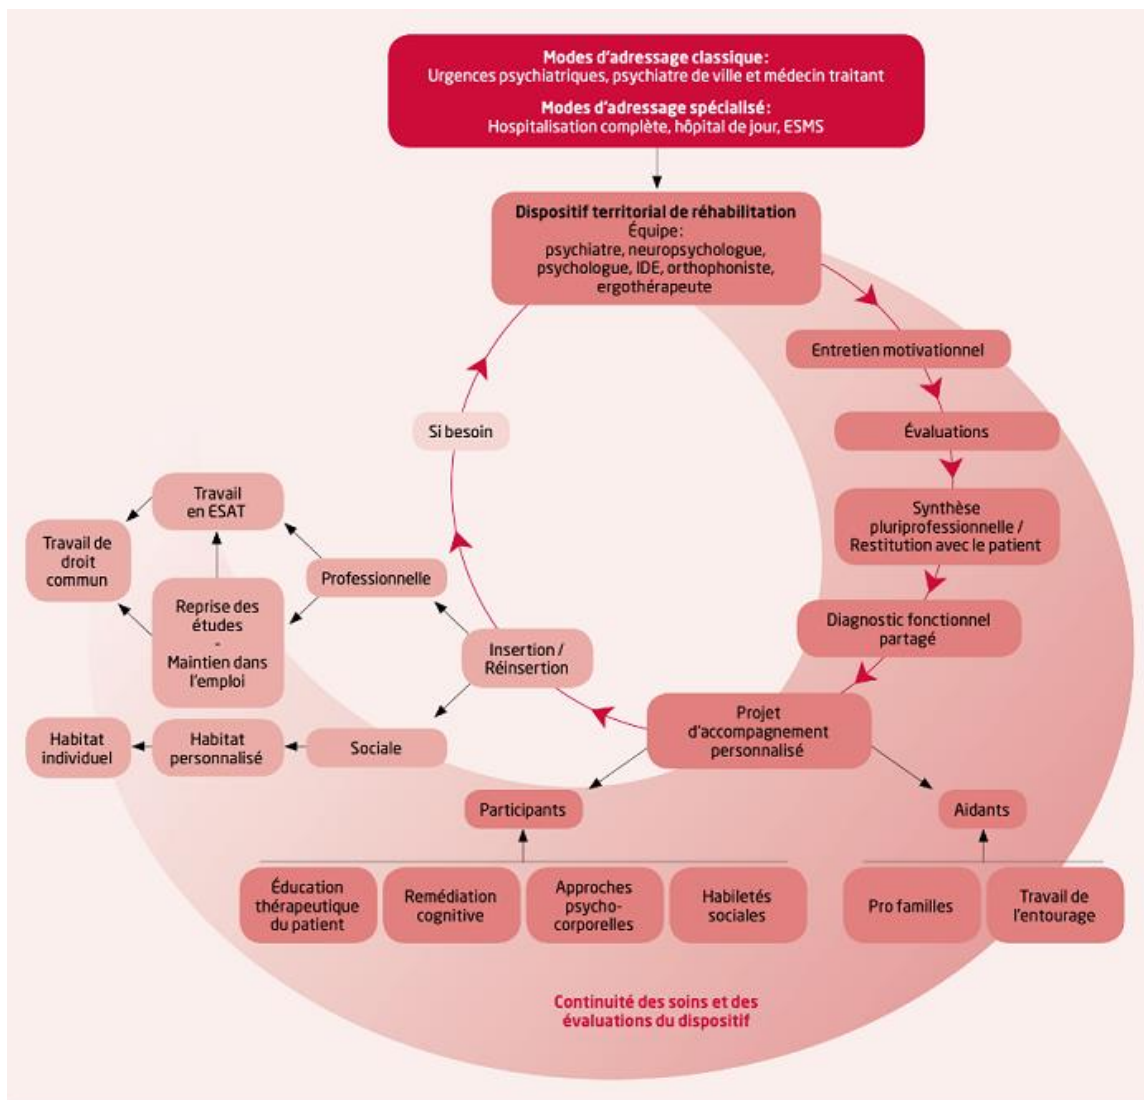 Modes d'adressage classique:
Urgences psychiatriques, psychiatre de ville et médecin traitant
Modes d'adressage spécialisé:
Hospitalisation complète, hôpital de jour, ESMS
Dispositif territorial de réhabilitation
Équipe:
psychiatre, neuropsychologue,
psychologue, IDE, orthophoniste,
ergothérapeute
Entretien motivationnel
Évaluations
Synthèse
pluriprofessionnelle /
Restitution avec le patient
Diagnostic fonctionnel
partagé
Projet
d'accompagnement
personnalisé
Si besoin
Insertion /
Réinsertion
Professionnelle
Travail
en ESAT
Travail de
droit
commun
Reprise des
études
-
Maintien dans
l'emploi
Sociale
Habitat
personnalisé
Habitat
individuel
Participants
Aidants
Éducation
thérapeutique
du patient
Remédiation
cognitive
Approches
psycho-
corporelles
Habiletés
sociales
Pro familles
Travail de
l'entourage
Continuité des soins et des
évaluations du dispositif